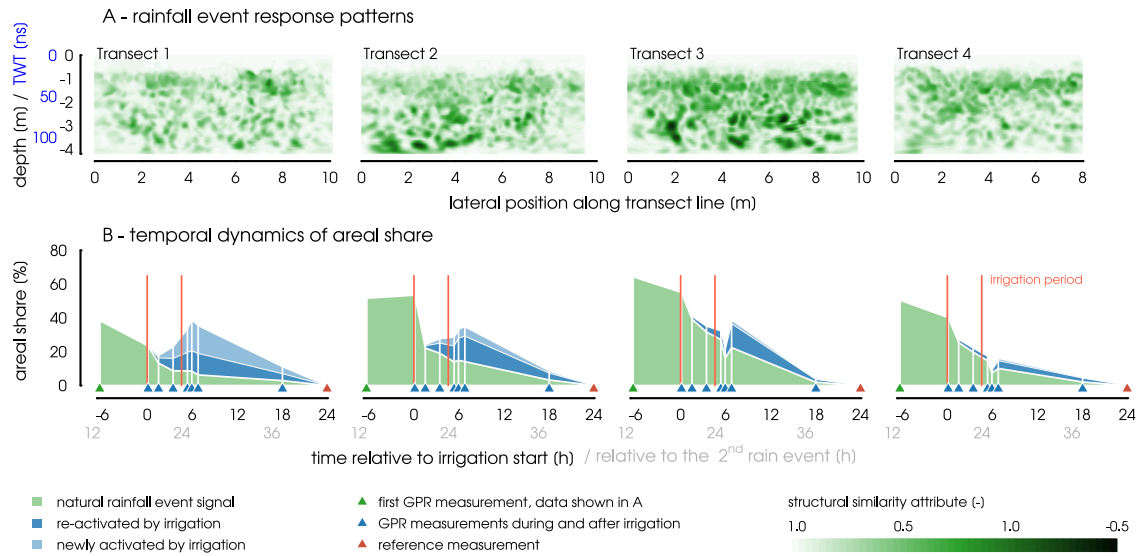 A - rainfall event response patterns
depth (m) / TWT (ns)
0 0
-1
50 -2
-3
100
-4
Transect 1
Transect 2
Transect 3
Transect 4
0 2 4 6 8 10
0 2 4 6 8 10
0 2 4 6 8 10
0 2 4 6 8
lateral position along transect line (m)
B - temporal dynamics of areal share
areal share (%)
80
60
40
20
0
irrigation period
-6 0 6 12 18 24
-6 0 6 12 18 24
-6 0 6 12 18 24
-6 0 6 12 18 24
12 24 36
12 24 36
12 24 36
12 24 36
time relative to irrigation start (h) / relative to the 2nd rain event (h)
natural rainfall event signal
re-activated by irrigation
newly activated by irrigation
first GPR measurement, data shown in A
GPR measurements during and after irrigation
reference measurement
structural similarity attribute (-)
1.0 0.5 1.0 -0.5